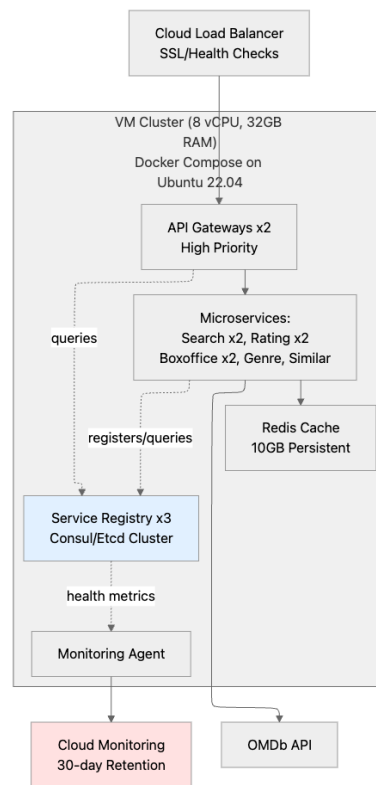 Cloud Load Balancer
SSL/Health Checks
VM Cluster (8 vCPU, 32GB
RAM)
Docker Compose on
Ubuntu 22.04
API Gateways x2
High Priority
Microservices:
Search x2, Rating x2
Boxoffice x2, Genre, Similar
queries
Redis Cache
10GB Persistent
registers/queries
Service Registry x3
Consul/Etcd Cluster
health metrics
Monitoring Agent
Cloud Monitoring
30-day Retention
OMDb API